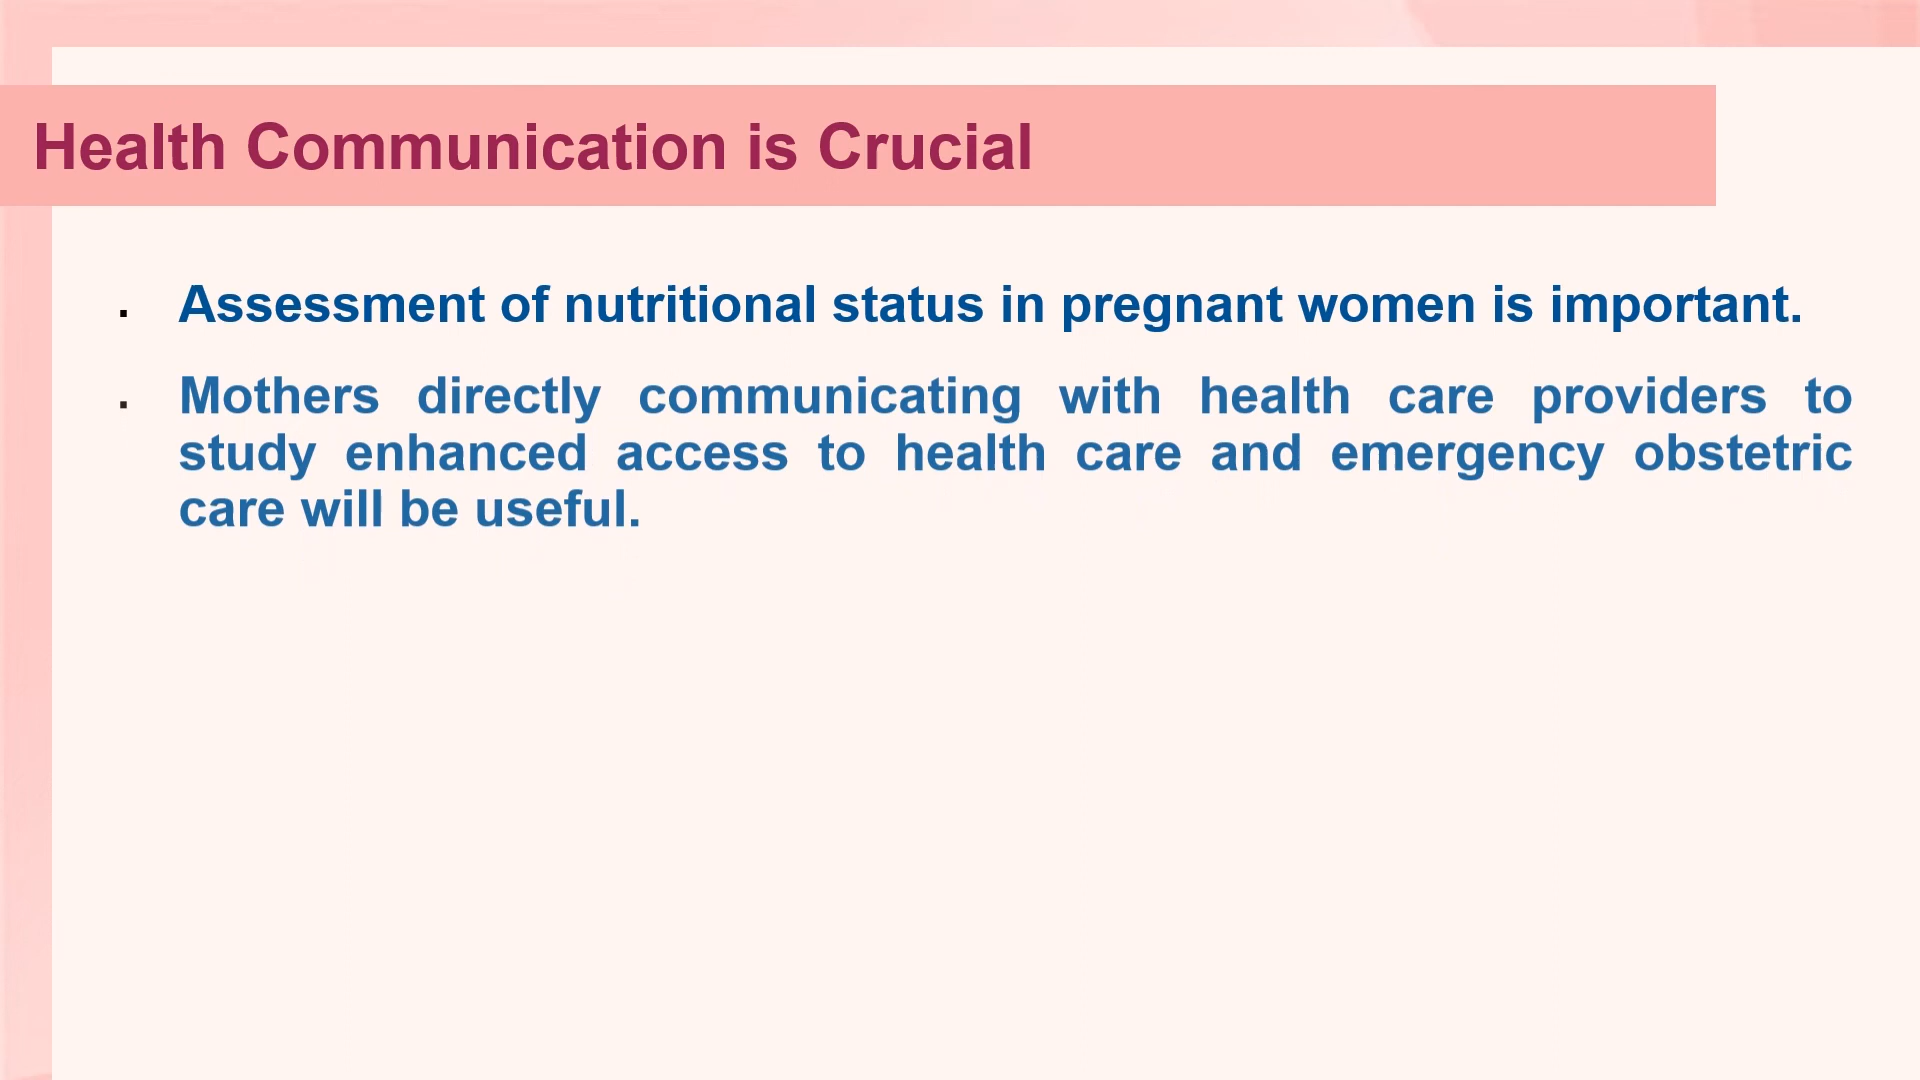 Health Communication is Crucial
▪ Assessment of nutritional status in pregnant women is important.
▪ Mothers directly communicating with health care providers to
study enhanced access to health care and emergency obstetric
care will be useful.